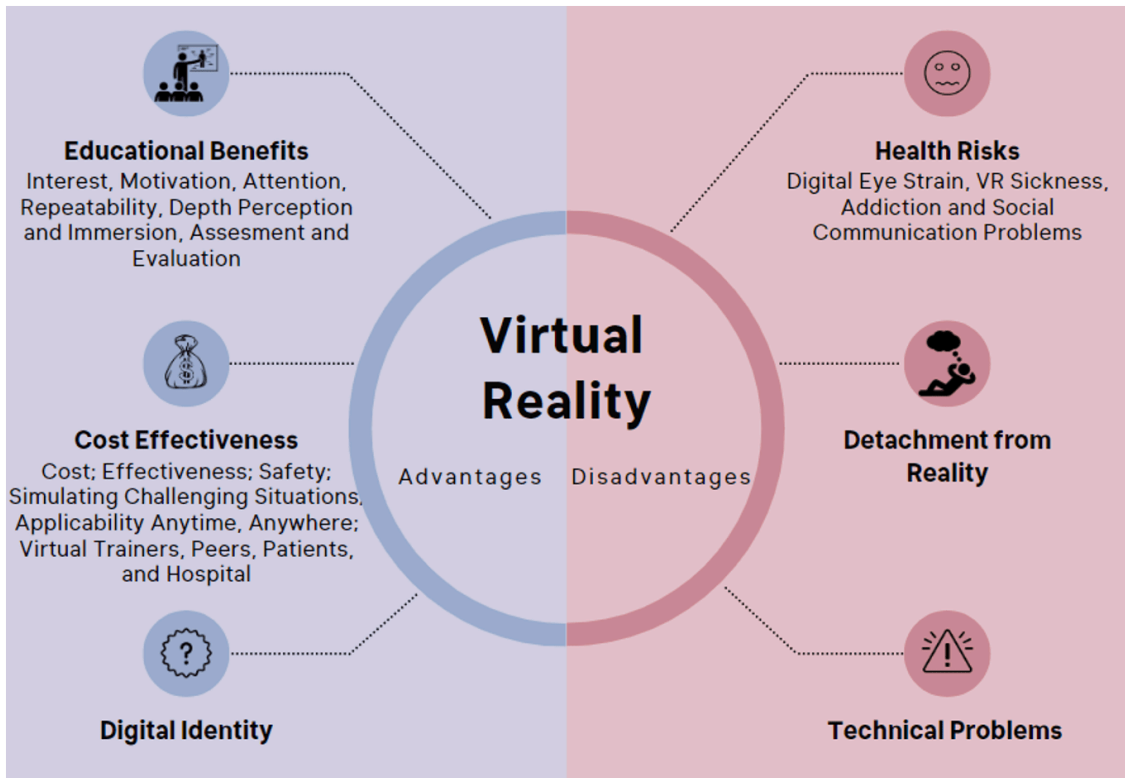 Educational Benefits
Interest, Motivation, Attention,
Repeatability, Depth Perception
and Immersion, Assesment and
Evaluation
Cost Effectiveness
Cost; Effectiveness; Safety;
Simulating Challenging Situations,
Applicability Anytime, Anywhere;
Virtual Trainers, Peers, Patients,
and Hospital
?
Digital Identity
Virtual
Reality
Advantages
Disadvantages
Health Risks
Digital Eye Strain, VR Sickness,
Addiction and Social
Communication Problems
Detachment from
Reality
!
Technical Problems